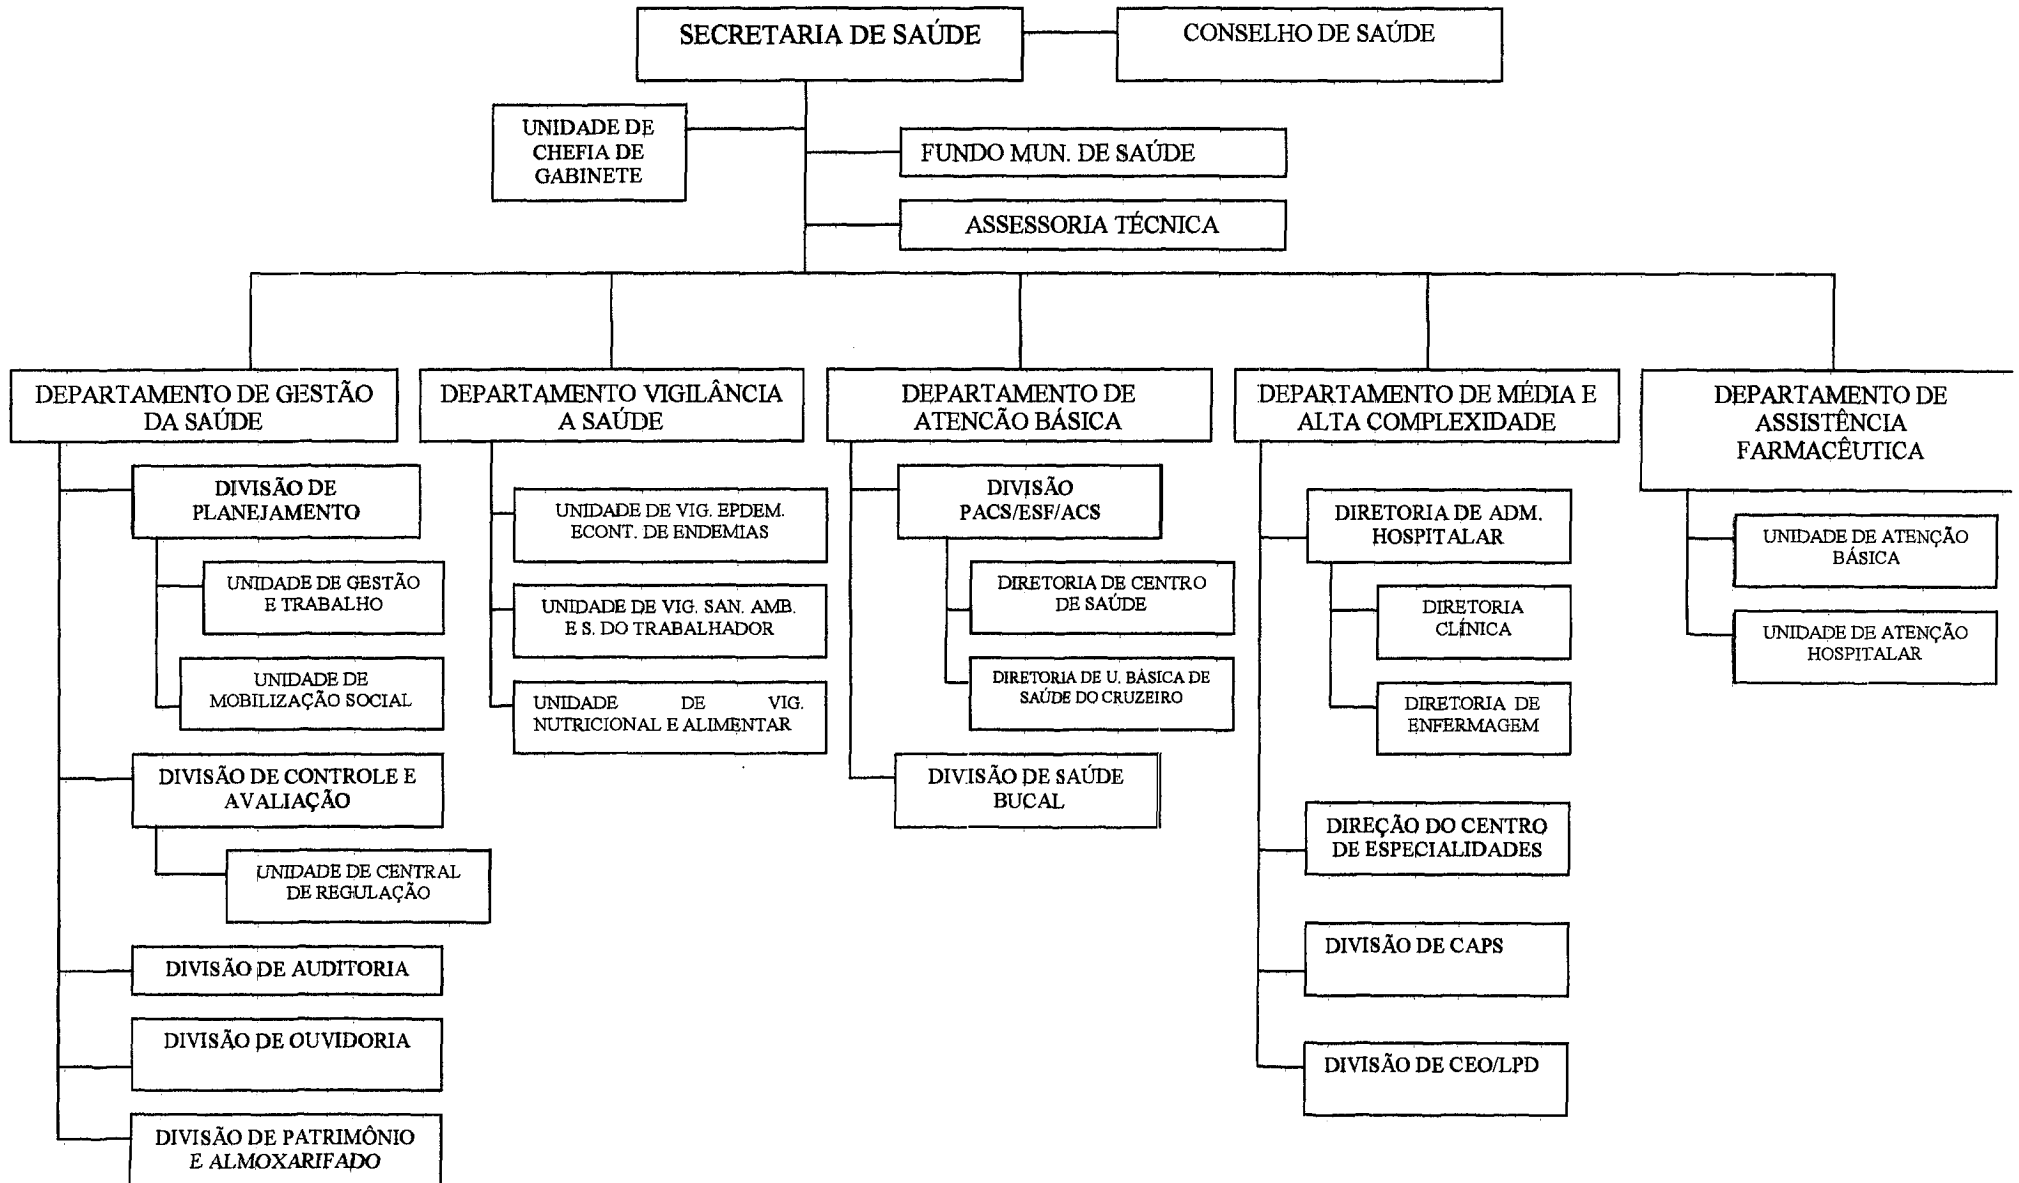 SECRETARIA DE SAÚDE
CONSELHO DE SAÚDE
UNIDADE DE
CHEFIA DE
GABINETE
FUNDO MUN. DE SAÚDE
ASSESSORIA TÉCNICA
DEPARTAMENTO DE GESTÃO
DA SAÚDE
DIVISÃO DE
PLANEJAMENTO
UNIDADE DE GESTÃO
E TRABALHO
UNIDADE DE
MOBILIZAÇÃO SOCIAL
DIVISÃO DE CONTROLE E
AVALIAÇÃO
UNIDADE DE CENTRAL
DE REGULAÇÃO
DIVISÃO DE AUDITORIA
DIVISÃO DE OUVIDORIA
DIVISÃO DE PATRIMÔNIO
E ALMOXARIFADO
DEPARTAMENTO VIGILÂNCIA
A SAÚDE
UNIDADE DE VIG. EPDEM.
ECONT. DE ENDEMIAS
UNIDADE DE VIG. SAN. AMB.
E S. DO TRABALHADOR
UNIDADE DE VIG.
NUTRICIONAL E ALIMENTAR
DEPARTAMENTO DE
ATENCÃO BÁSICA
DIVISÃO
PACS/ESF/ACS
DIRETORIA DE CENTRO
DE SAÚDE
DIRETORIA DE U. BÁSICA DE
SAÚDE DO CRUZEIRO
DIVISÃO DE SAÚDE
BUCAL
DEPARTAMENTO DE MÉDIA E
ALTA COMPLEXIDADE
DIRETORIA DE ADM.
HOSPITALAR
DIRETORIA
CLÍNICA
DIRETORIA DE
ENFERMAGEM
DIREÇÃO DO CENTRO
DE ESPECIALIDADES
DIVISÃO DE CAPS
DIVISÃO DE CEO/LPD
DEPARTAMENTO DE
ASSISTÊNCIA
FARMACÊUTICA
UNIDADE DE ATENÇÃO
BÁSICA
UNIDADE DE ATENÇÃO
HOSPITALAR